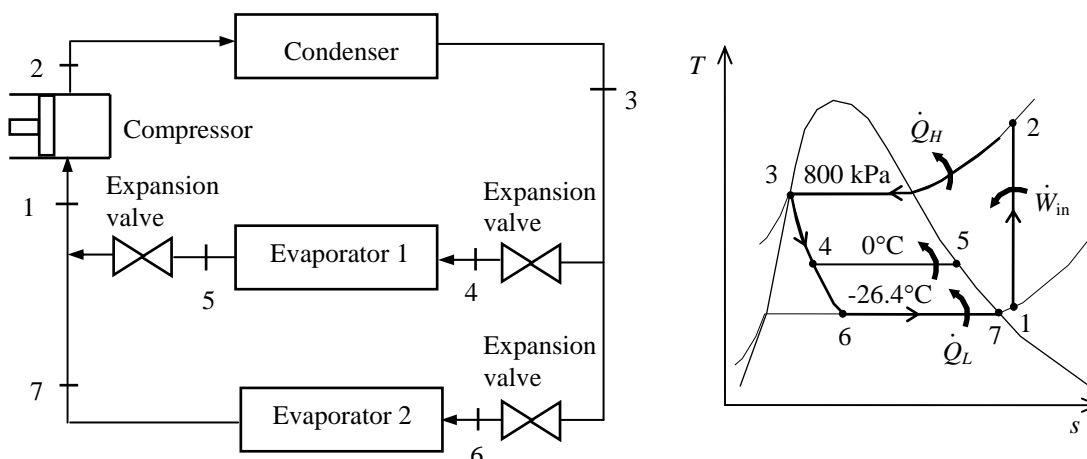 Condenser
2
3
Compressor
1
Expansion
valve
Expansion
valve
Evaporator 1
5
4
Expansion
valve
7
Evaporator 2
6
T
Q̇H
2
3
800 kPa
Ẇin
4
0°C
5
-26.4°C
6
7
1
Q̇L
s